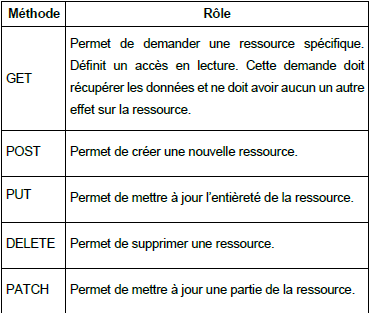 Méthode Rôle
GET
Permet de demander une ressource spécifique.
Définit un accès en lecture. Cette demande doit
récupérer les données et ne doit avoir aucun un autre
effet sur la ressource.
POST Permet de créer une nouvelle ressource.
PUT Permet de mettre à jour l'entièreté de la ressource.
DELETE Permet de supprimer une ressource.
PATCH Permet de mettre à jour une partie de la ressource.